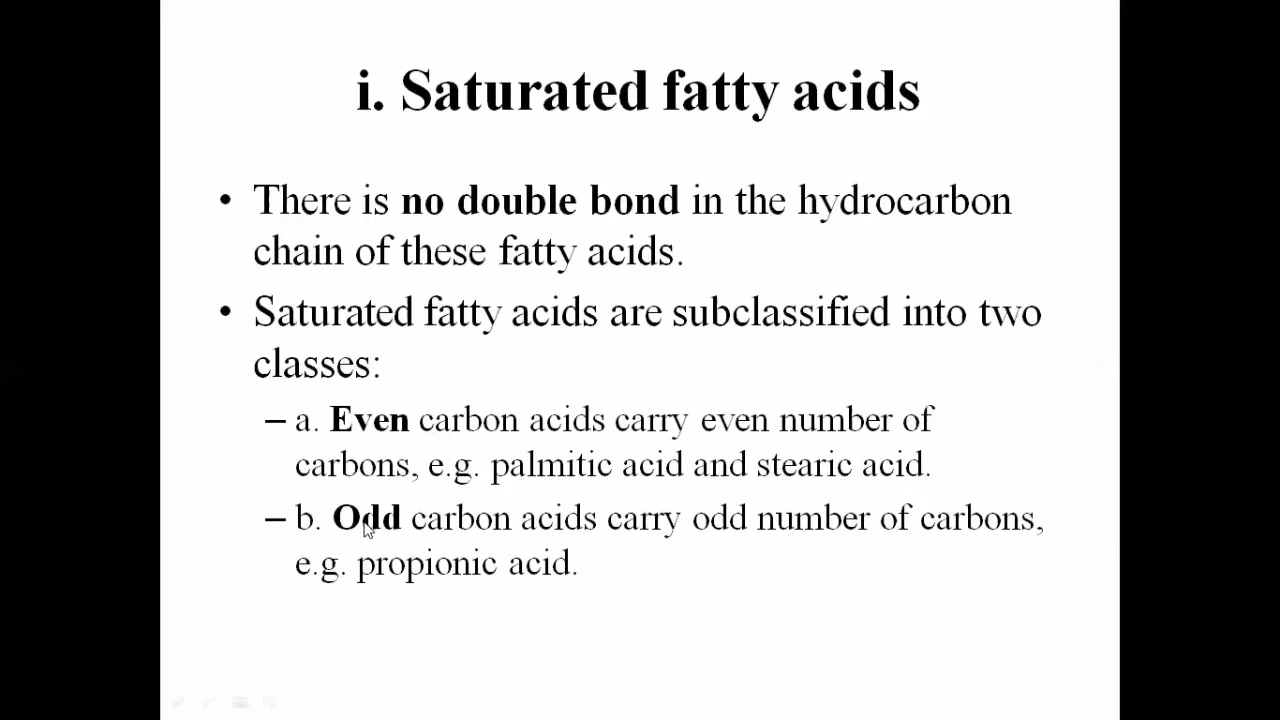 i. Saturated fatty acids
• There is no double bond in the hydrocarbon
chain of these fatty acids.
• Saturated fatty acids are subclassified into two
classes:
– a. Even carbon acids carry even number of
carbons, e.g. palmitic acid and stearic acid.
– b. Odd carbon acids carry odd number of carbons,
e.g. propionic acid.